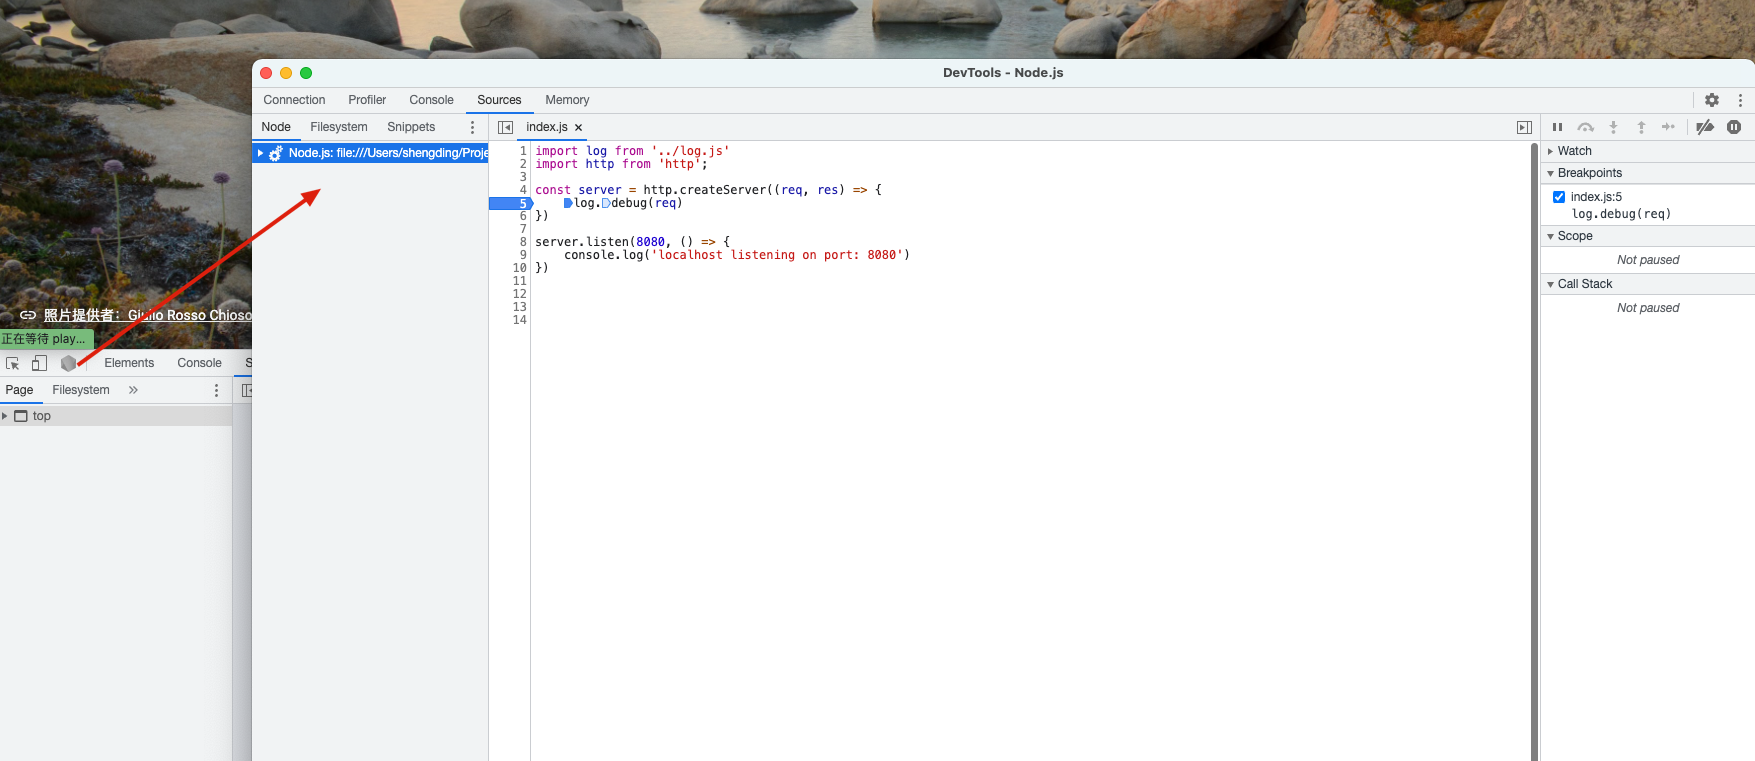 DevTools - Node.js
Connection Profiler Console Sources Memory
Node Filesystem Snippets index.js
Node.js: file:///Users/shengding/Proje
1 import log from '../log.js'
2 import http from 'http';
3
4 const server = http.createServer((req, res) => {
5 log.debug(req)
6 })
7
8 server.listen(8080, () => {
9 console.log('localhost listening on port: 8080')
10 })
11
12
13
14
Watch
Breakpoints
index.js:5
log.debug(req)
Scope
Not paused
Call Stack
Not paused
照片提供者：Giulio Rosso Chioso
正在等待 play...
Elements Console S
Page Filesystem »
top